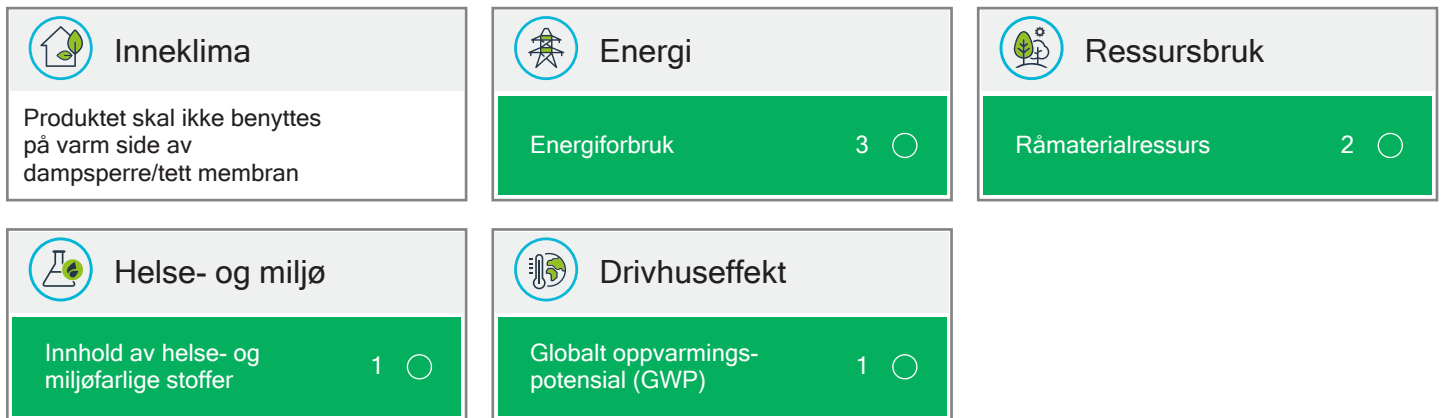 Inneklima
Produktet skal ikke benyttes
på varm side av
dampsperre/tett membran
Energi
Energiforbruk 3
Ressursbruk
Råmaterialressurs 2
Helse- og miljø
Innhold av helse- og
miljøfarlige stoffer 1
Drivhuseffekt
Globalt oppvarmings-
potensial (GWP) 1